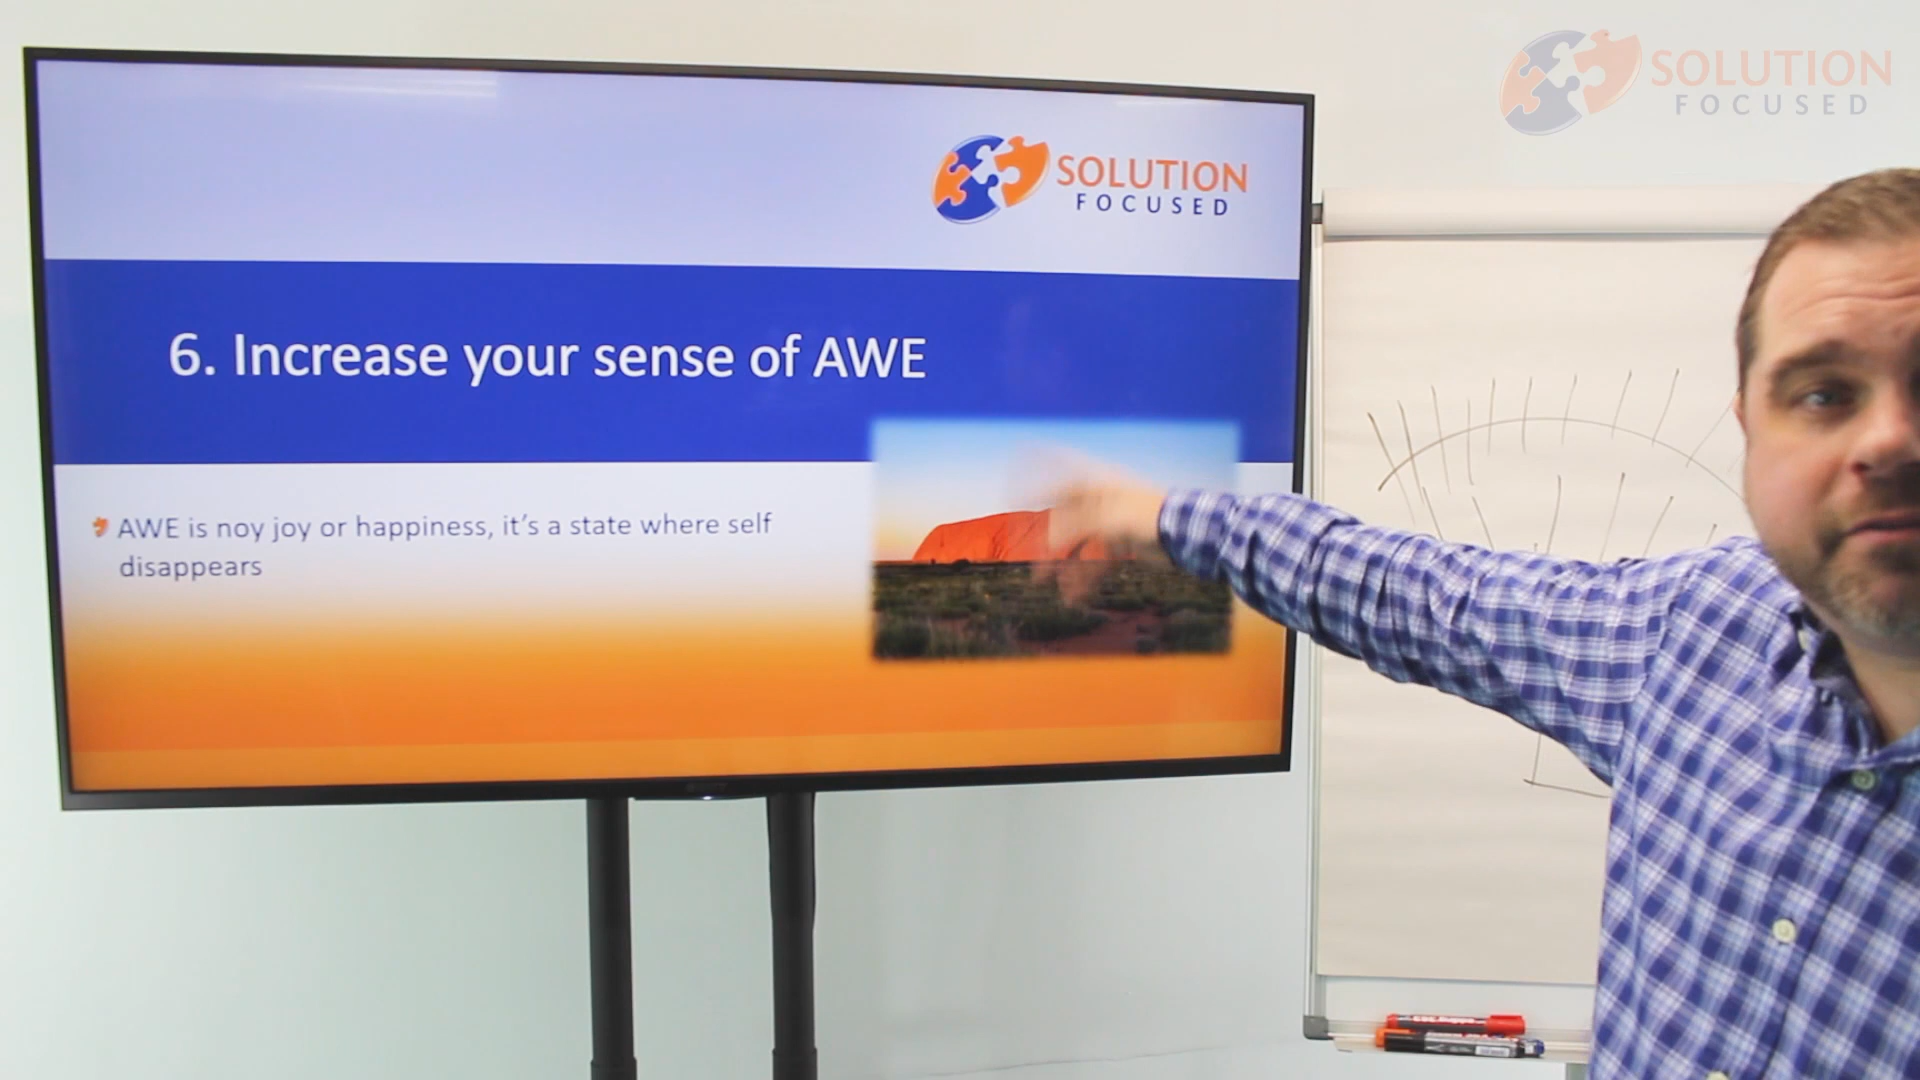 SOLUTION
FOCUSED
SOLUTION
FOCUSED
6. Increase your sense of AWE
AWE is noy joy or happiness, it's a state where self
disappears